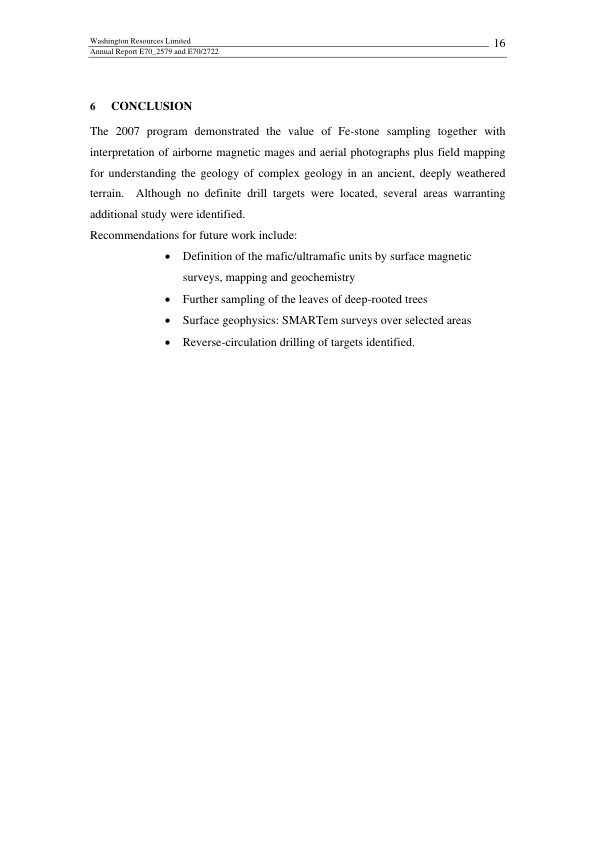 Washington Resources Limited
16
Annual Report E70_2579 and E70/2722
6 CONCLUSION
The 2007 program demonstrated the value of Fe-stone sampling together with
interpretation of airborne magnetic mages and aerial photographs plus field mapping
for understanding the geology of complex geology in an ancient, deeply weathered
terrain. Although no definite drill targets were located, several areas warranting
additional study were identified.
Recommendations for future work include:
• Definition of the mafic/ultramafic units by surface magnetic
surveys, mapping and geochemistry
• Further sampling of the leaves of deep-rooted trees
• Surface geophysics: SMARTem surveys over selected areas
• Reverse-circulation drilling of targets identified.